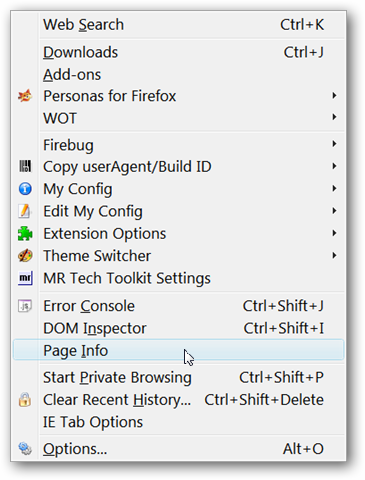 Web Search Ctrl+K
Downloads Ctrl+J
Add-ons
Personas for Firefox
WOT
Firebug
Copy userAgent/Build ID
My Config
Edit My Config
Extension Options
Theme Switcher
mr MR Tech Toolkit Settings
Error Console Ctrl+Shift+J
DOM Inspector Ctrl+Shift+I
Page Info
Start Private Browsing Ctrl+Shift+P
Clear Recent History... Ctrl+Shift+Delete
IE Tab Options
Options... Alt+O